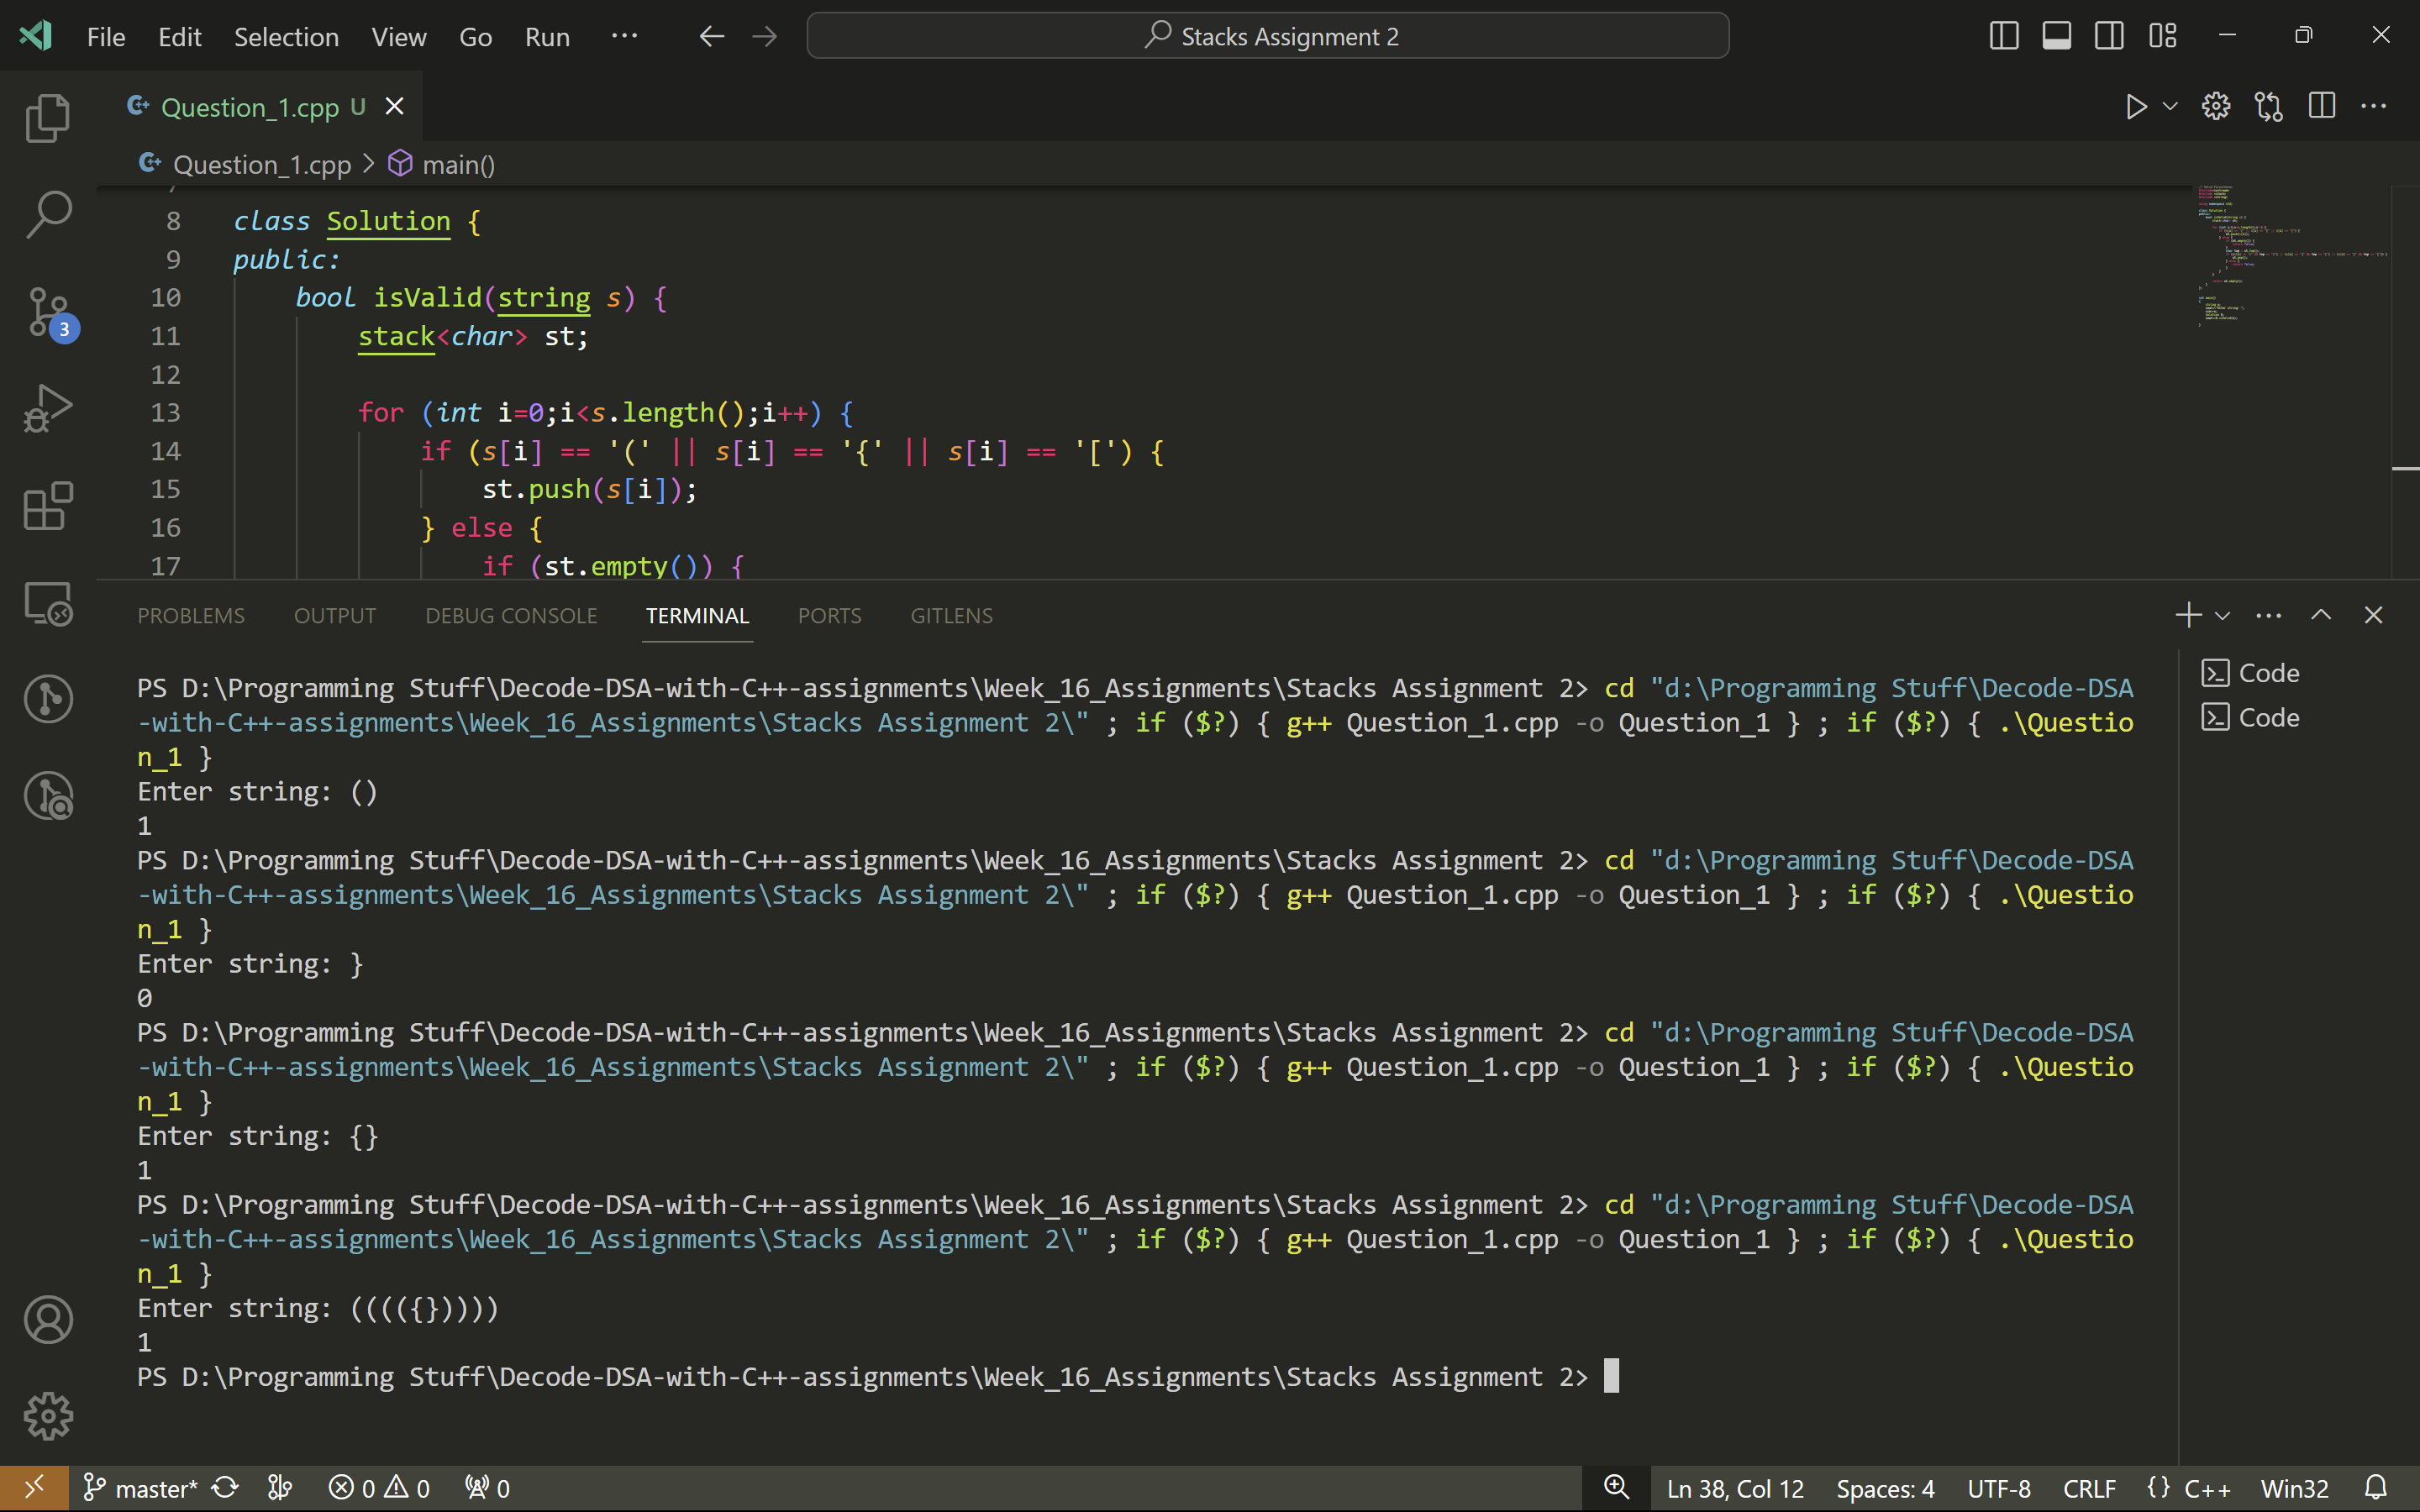 File Edit Selection View Go Run ··· Stacks Assignment 2
Question_1.cpp U
Question_1.cpp > main()
8 class Solution {
9 public:
10 bool isValid(string s) {
11 stack<char> st;
12
13 for (int i=0;i<s.length();i++) {
14 if (s[i] == '(' || s[i] == '{' || s[i] == '[') {
15 st.push(s[i]);
16 } else {
17 if (st.empty()) {
3
PROBLEMS OUTPUT DEBUG CONSOLE TERMINAL PORTS GITLENS
Code
Code
PS D:\Programming Stuff\Decode-DSA-with-C++-assignments\Week_16_Assignments\Stacks Assignment 2> cd "d:\Programming Stuff\Decode-DSA
-with-C++-assignments\Week_16_Assignments\Stacks Assignment 2\" ; if ($?) { g++ Question_1.cpp -o Question_1 } ; if ($?) { .\Questio
n_1 }
Enter string: ()
1
PS D:\Programming Stuff\Decode-DSA-with-C++-assignments\Week_16_Assignments\Stacks Assignment 2> cd "d:\Programming Stuff\Decode-DSA
-with-C++-assignments\Week_16_Assignments\Stacks Assignment 2\" ; if ($?) { g++ Question_1.cpp -o Question_1 } ; if ($?) { .\Questio
n_1 }
Enter string: }
0
PS D:\Programming Stuff\Decode-DSA-with-C++-assignments\Week_16_Assignments\Stacks Assignment 2> cd "d:\Programming Stuff\Decode-DSA
-with-C++-assignments\Week_16_Assignments\Stacks Assignment 2\" ; if ($?) { g++ Question_1.cpp -o Question_1 } ; if ($?) { .\Questio
n_1 }
Enter string: {}
1
PS D:\Programming Stuff\Decode-DSA-with-C++-assignments\Week_16_Assignments\Stacks Assignment 2> cd "d:\Programming Stuff\Decode-DSA
-with-C++-assignments\Week_16_Assignments\Stacks Assignment 2\" ; if ($?) { g++ Question_1.cpp -o Question_1 } ; if ($?) { .\Questio
n_1 }
Enter string: (((({}))))
1
PS D:\Programming Stuff\Decode-DSA-with-C++-assignments\Week_16_Assignments\Stacks Assignment 2>
master* 0 0 0 Ln 38, Col 12 Spaces: 4 UTF-8 CRLF {} C++ Win32